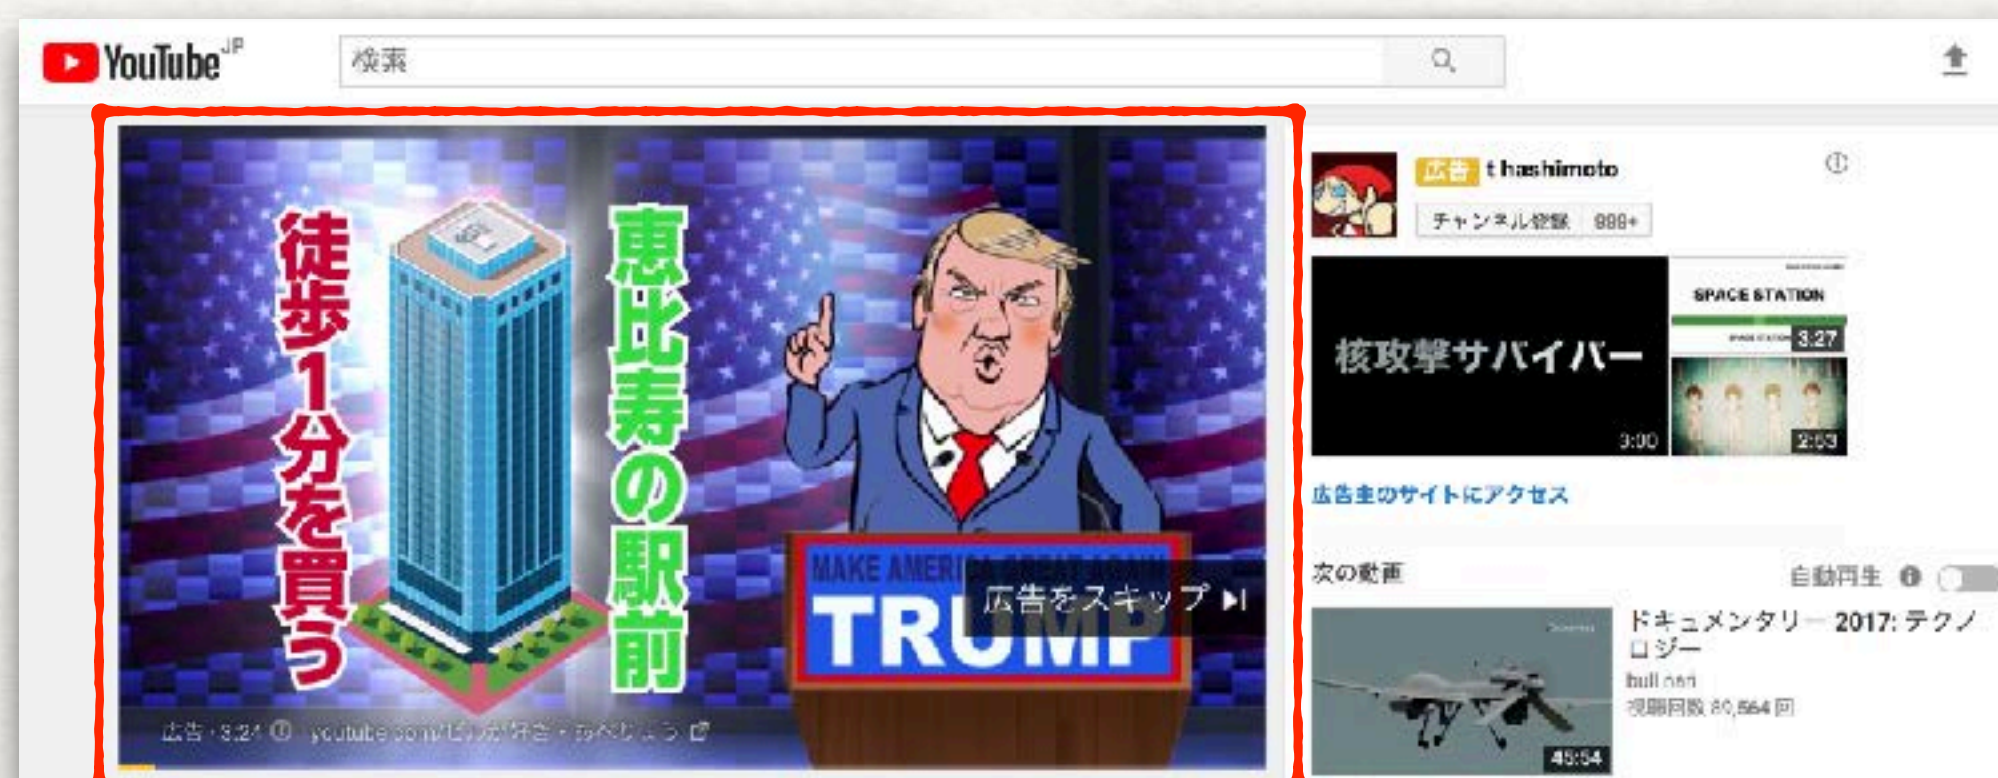 YouTube JP
検索
恵比寿の駅前
徒歩1分を買う
MAKE AMERICA GREAT AGAIN
TRUMP
広告をスキップ
広告・3:24
広告 t hashimoto
チャンネル登録 999+
核攻撃サバイバー
3:00
SPACE STATION
3:27
2:53
広告主のサイトにアクセス
次の動画
自動再生
ドキュメンタリー 2017: テクノ
ロジー
45:54